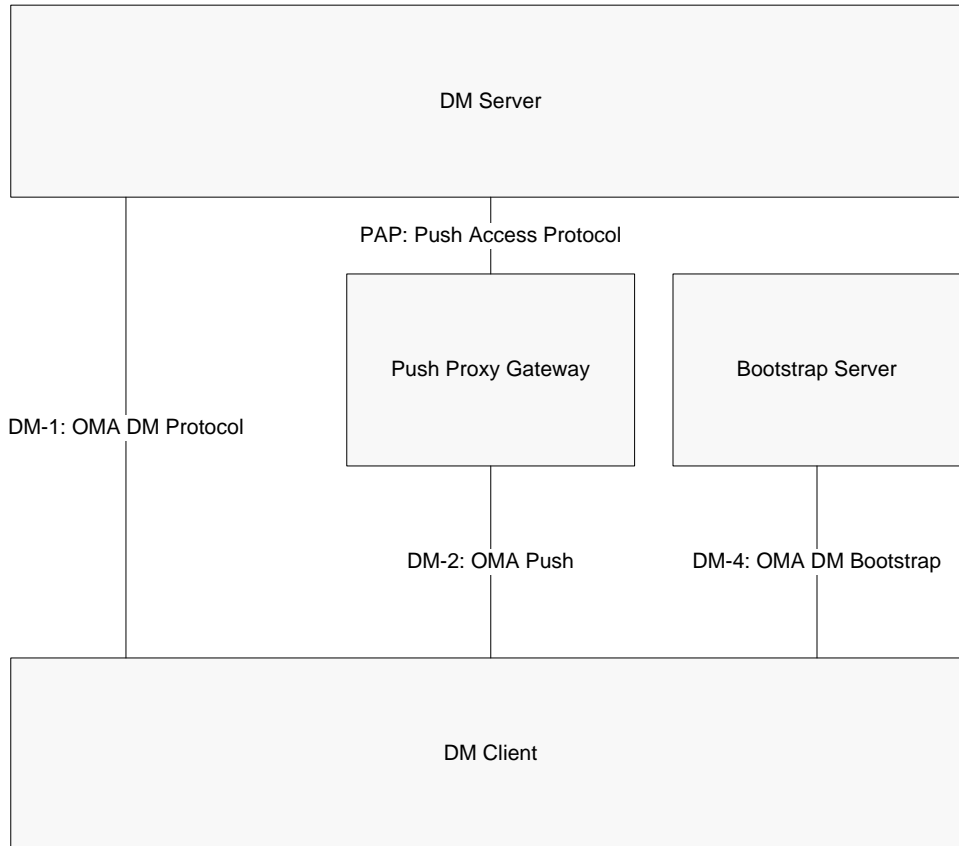 DM Server
PAP: Push Access Protocol
Push Proxy Gateway
Bootstrap Server
DM-1: OMA DM Protocol
DM-2: OMA Push
DM-4: OMA DM Bootstrap
DM Client